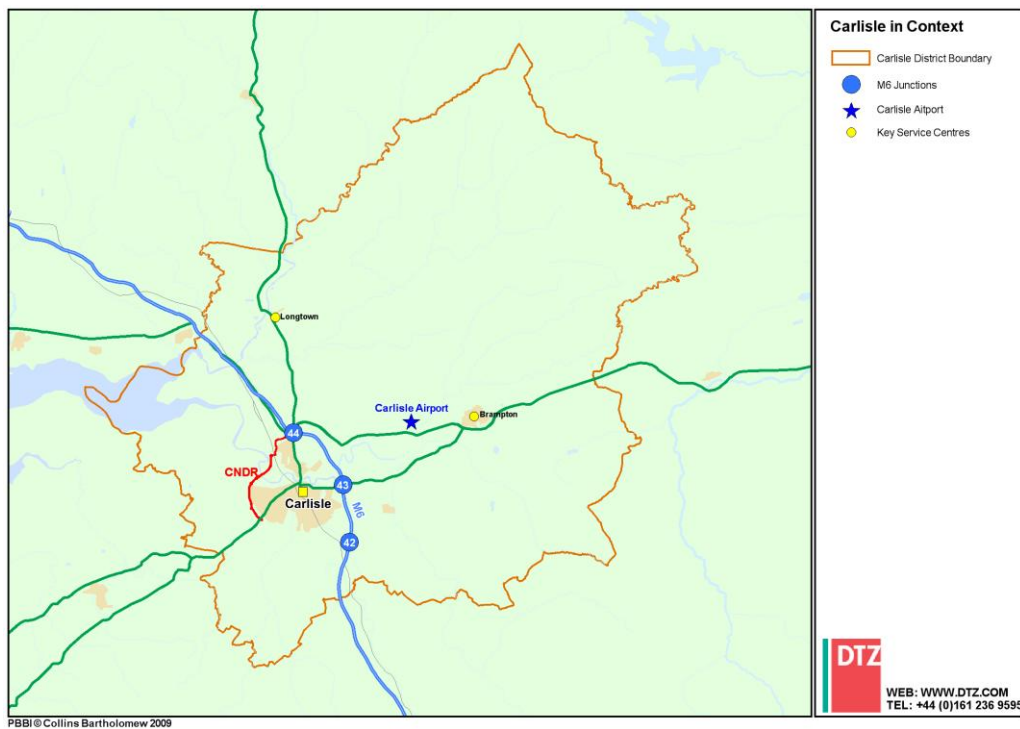 Carlisle in Context
Carlisle District Boundary
M6 Junctions
Carlisle Aitport
Key Service Centres
Longtown
Carlisle Airport
Brampton
44
CNDR
43
Carlisle
M6
42
DTZ
WEB: WWW.DTZ.COM
TEL: +44 (0)161 236 9595
PBBI © Collins Bartholomew 2009